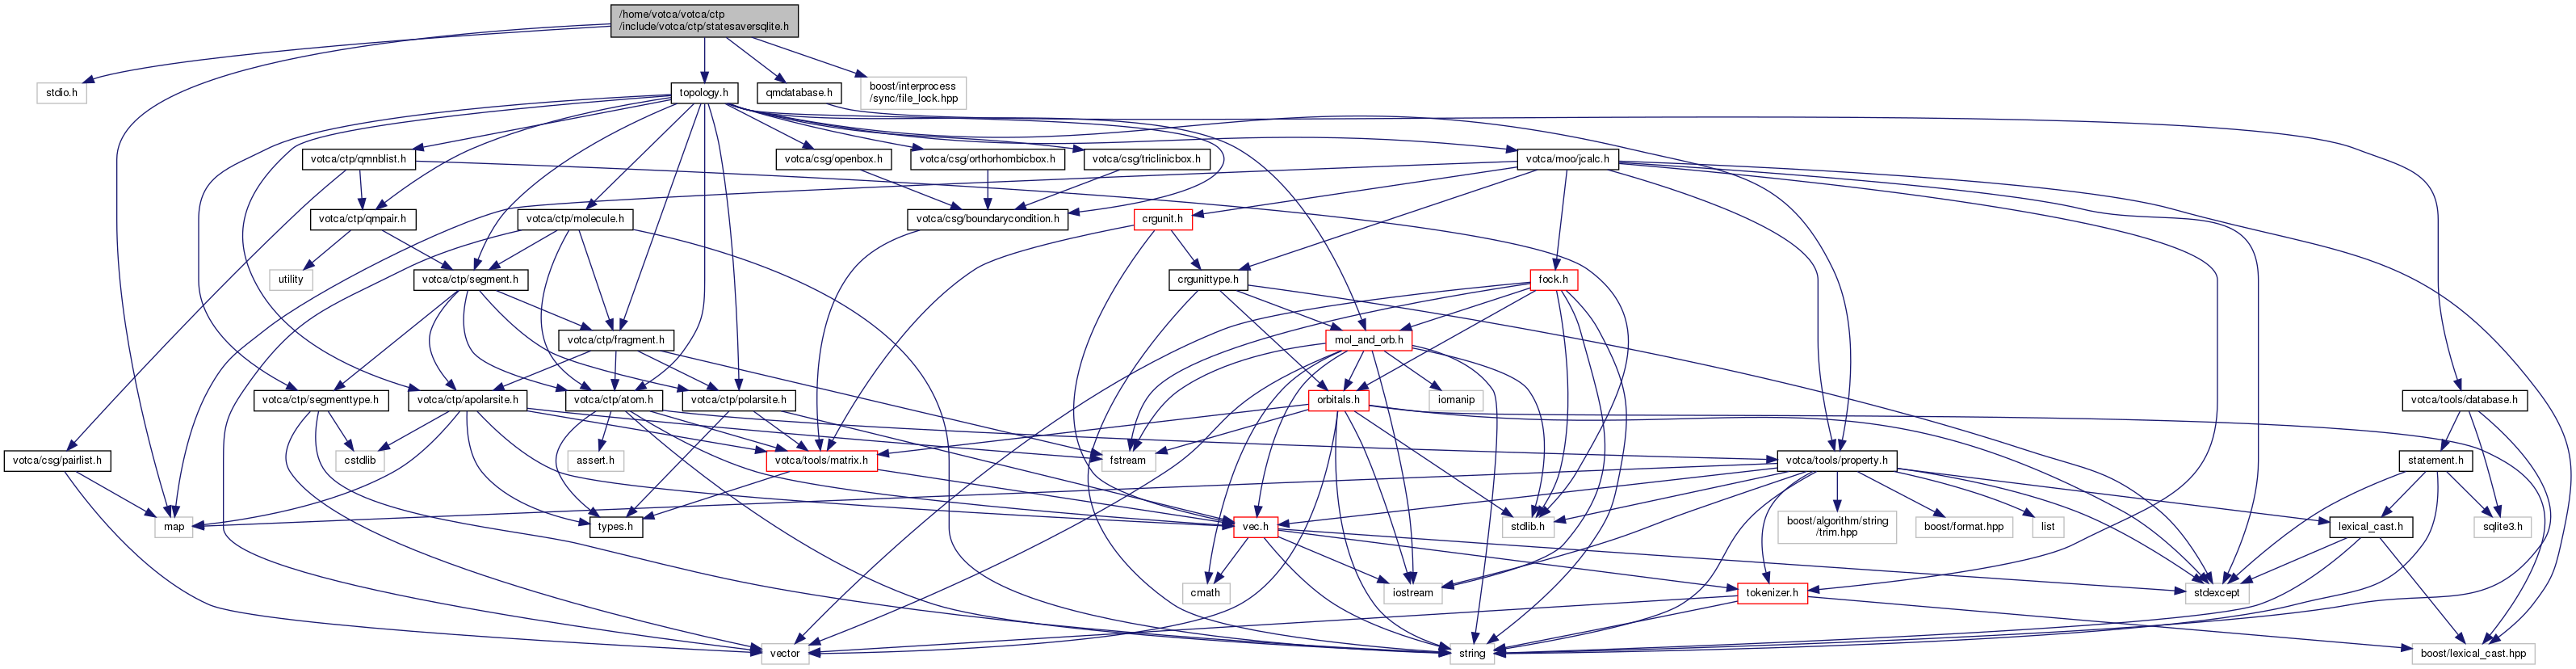 /home/votca/votca/ctp
/include/votca/ctp/statesaversqlite.h
stdio.h
topology.h
qmdatabase.h
boost/interprocess
/sync/file_lock.hpp
votca/ctp/qmnblist.h
votca/csg/openbox.h
votca/csg/orthorhombicbox.h
votca/csg/triclinicbox.h
votca/moo/jcalc.h
votca/ctp/qmpair.h
votca/ctp/molecule.h
votca/csg/boundarycondition.h
crgunit.h
utility
votca/ctp/segment.h
crgunittype.h
fock.h
votca/ctp/fragment.h
mol_and_orb.h
votca/ctp/segmenttype.h
votca/ctp/apolarsite.h
votca/ctp/atom.h
votca/ctp/polarsite.h
orbitals.h
iomanip
votca/tools/database.h
votca/csg/pairlist.h
cstdlib
assert.h
votca/tools/matrix.h
fstream
votca/tools/property.h
statement.h
map
types.h
vec.h
stdlib.h
boost/algorithm/string
/trim.hpp
boost/format.hpp
list
lexical_cast.h
sqlite3.h
cmath
iostream
tokenizer.h
stdexcept
vector
string
boost/lexical_cast.hpp